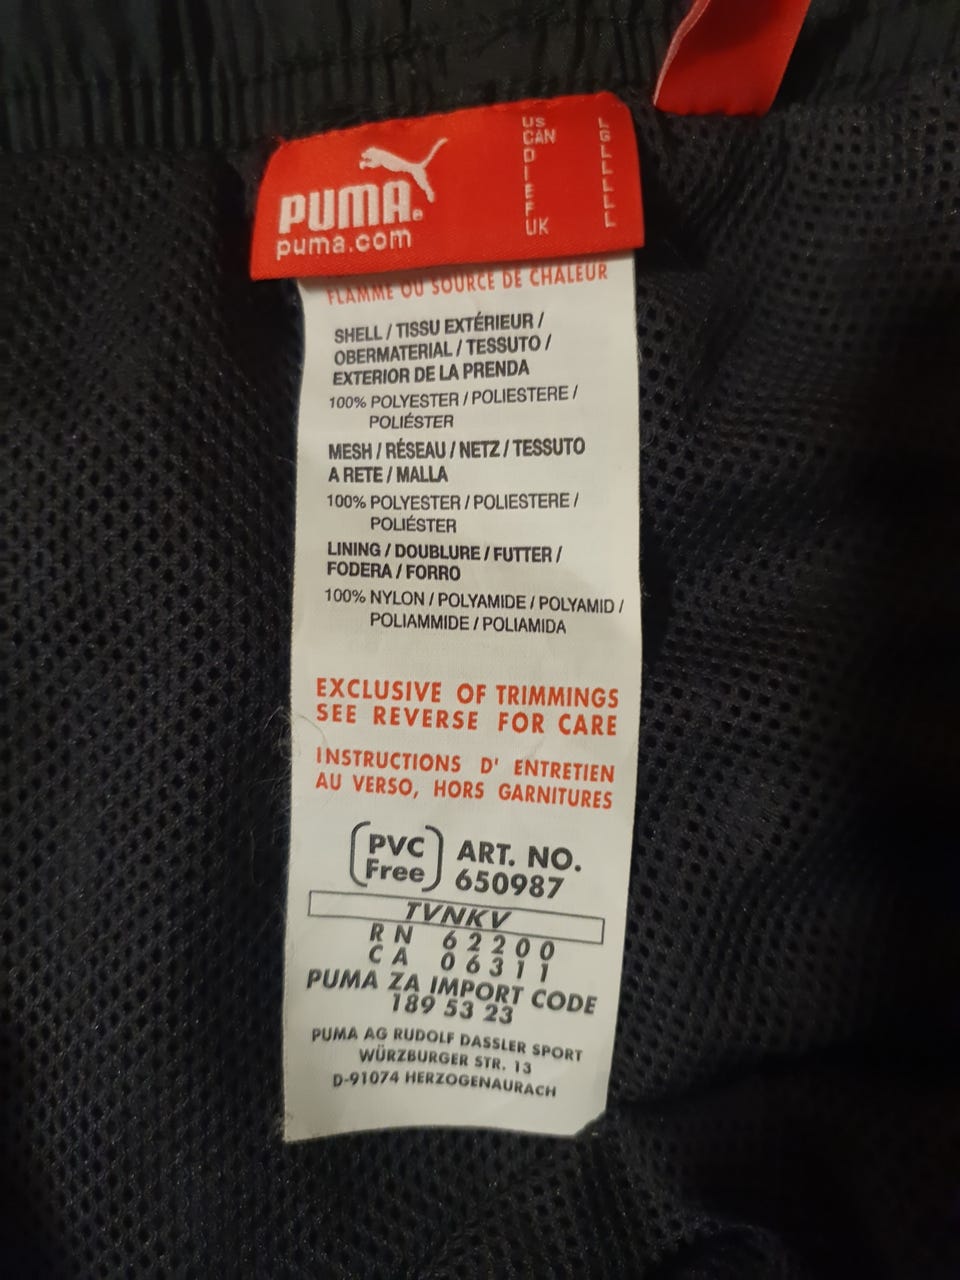 PUMA®
puma.com
US L
CAN G
D L
I L
E L
F L
UK L
FLAMME OU SOURCE DE CHALEUR
SHELL / TISSU EXTÉRIEUR /
OBERMATERIAL / TESSUTO /
EXTERIOR DE LA PRENDA
100% POLYESTER / POLIESTERE /
POLIÉSTER
MESH / RÉSEAU / NETZ / TESSUTO
A RETE / MALLA
100% POLYESTER / POLIESTERE /
POLIÉSTER
LINING / DOUBLURE / FUTTER /
FODERA / FORRO
100% NYLON / POLYAMIDE / POLYAMID /
POLIAMMIDE / POLIAMIDA
EXCLUSIVE OF TRIMMINGS
SEE REVERSE FOR CARE
INSTRUCTIONS D' ENTRETIEN
AU VERSO, HORS GARNITURES
PVC
Free
ART. NO.
650987
TVNKV
RN 62200
CA 06311
PUMA ZA IMPORT CODE
189 53 23
PUMA AG RUDOLF DASSLER SPORT
WÜRZBURGER STR. 13
D-91074 HERZOGENAURACH